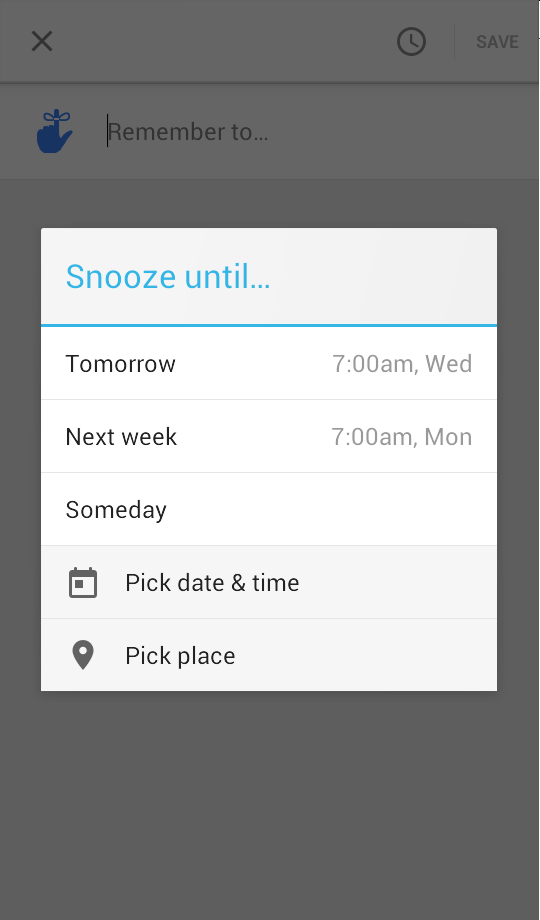 SAVE
Remember to...
Snooze until...
Tomorrow 7:00am, Wed
Next week 7:00am, Mon
Someday
Pick date & time
Pick place